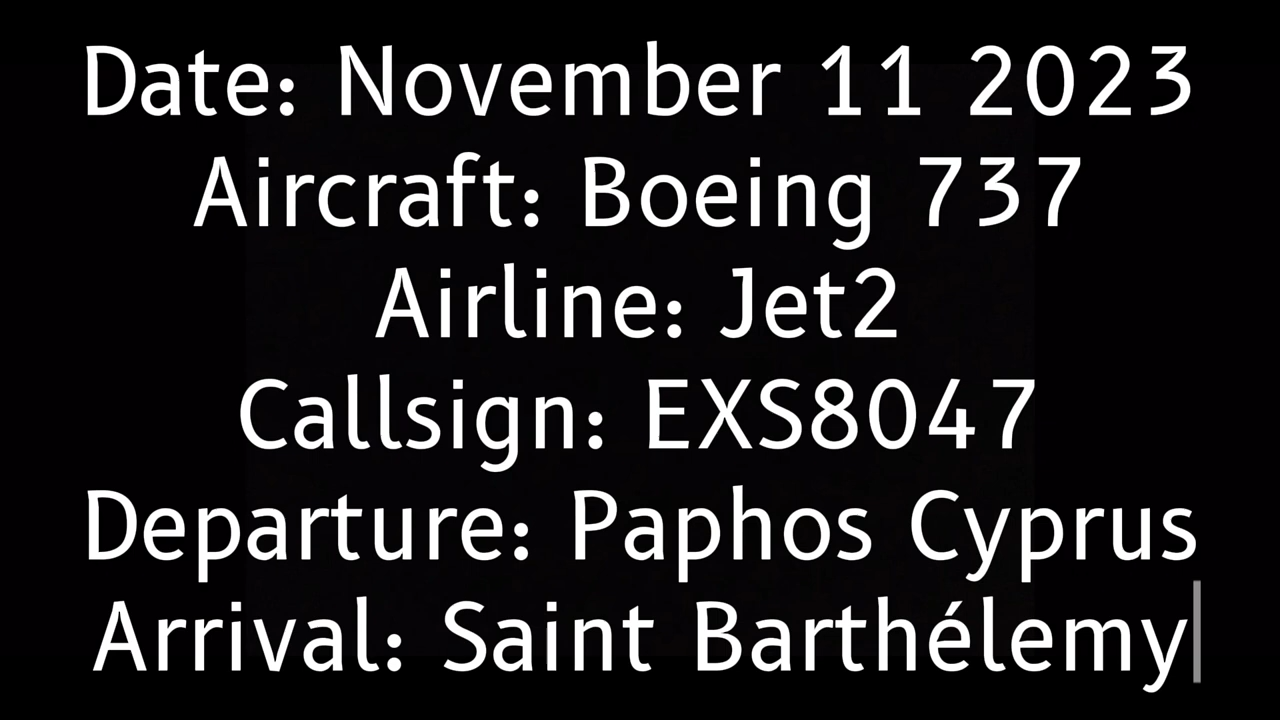 Date: November 11 2023
Aircraft: Boeing 737
Airline: Jet2
Callsign: EXS8047
Departure: Paphos Cyprus
Arrival: Saint Barthélemy